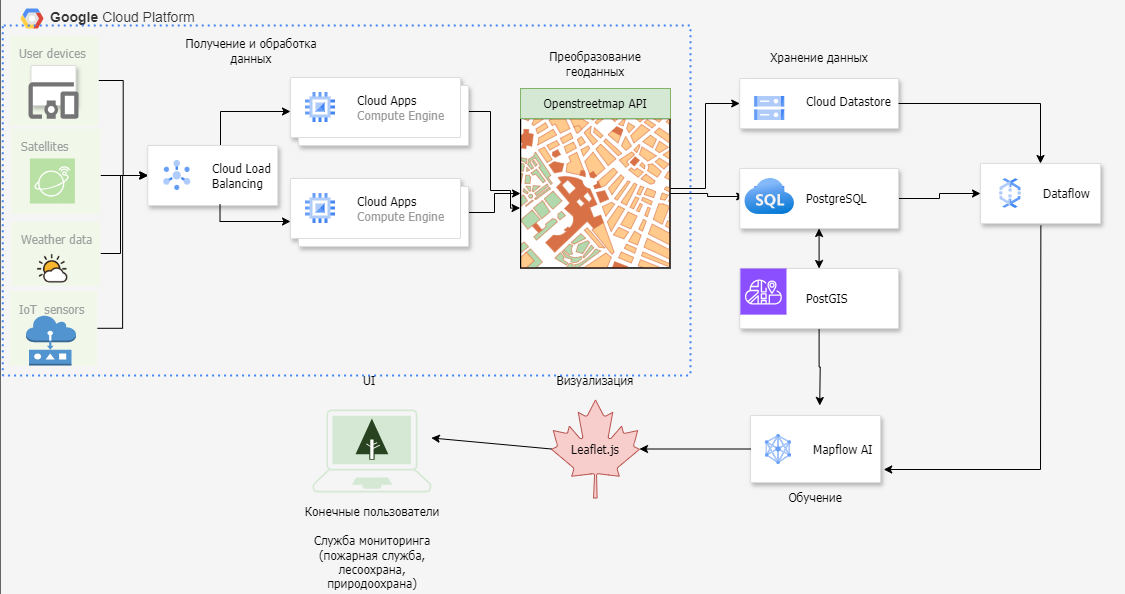 Google Cloud Platform
User devices
Satellites
Weather data
IoT sensors
Получение и обработка
данных
Cloud Load
Balancing
Cloud Apps
Compute Engine
Cloud Apps
Compute Engine
Преобразование
геоданных
Openstreetmap API
Хранение данных
Cloud Datastore
SQL
PostgreSQL
PostGIS
Dataflow
Mapflow AI
Обучение
Визуализация
Leaflet.js
UI
Конечные пользователи
Служба мониторинга
(пожарная служба,
лесоохрана,
природоохрана)